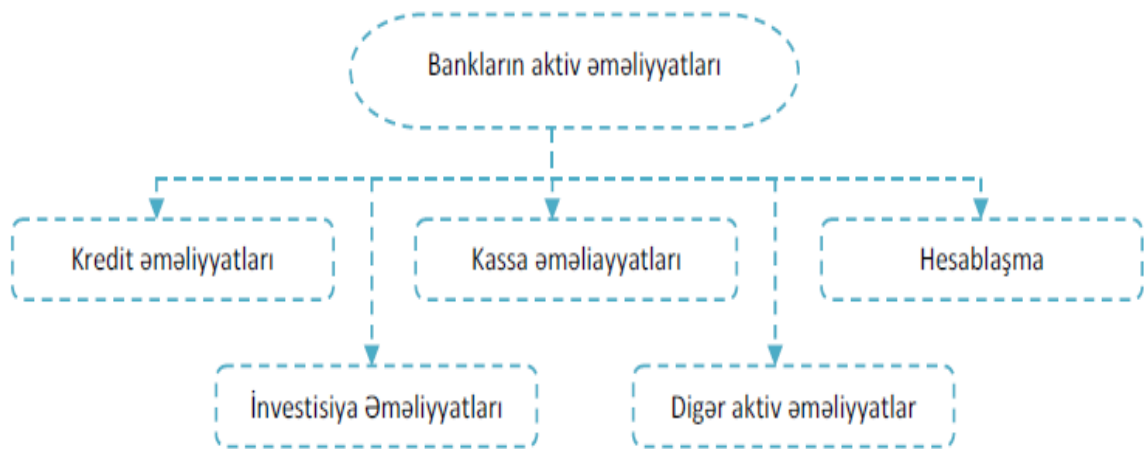 Bankların aktiv əməliyyatları
Kredit əməliyyatları
Kassa əməliayyatları
Hesablaşma
İnvestisiya Əməliyyatları
Digər aktiv əməliyyatlar